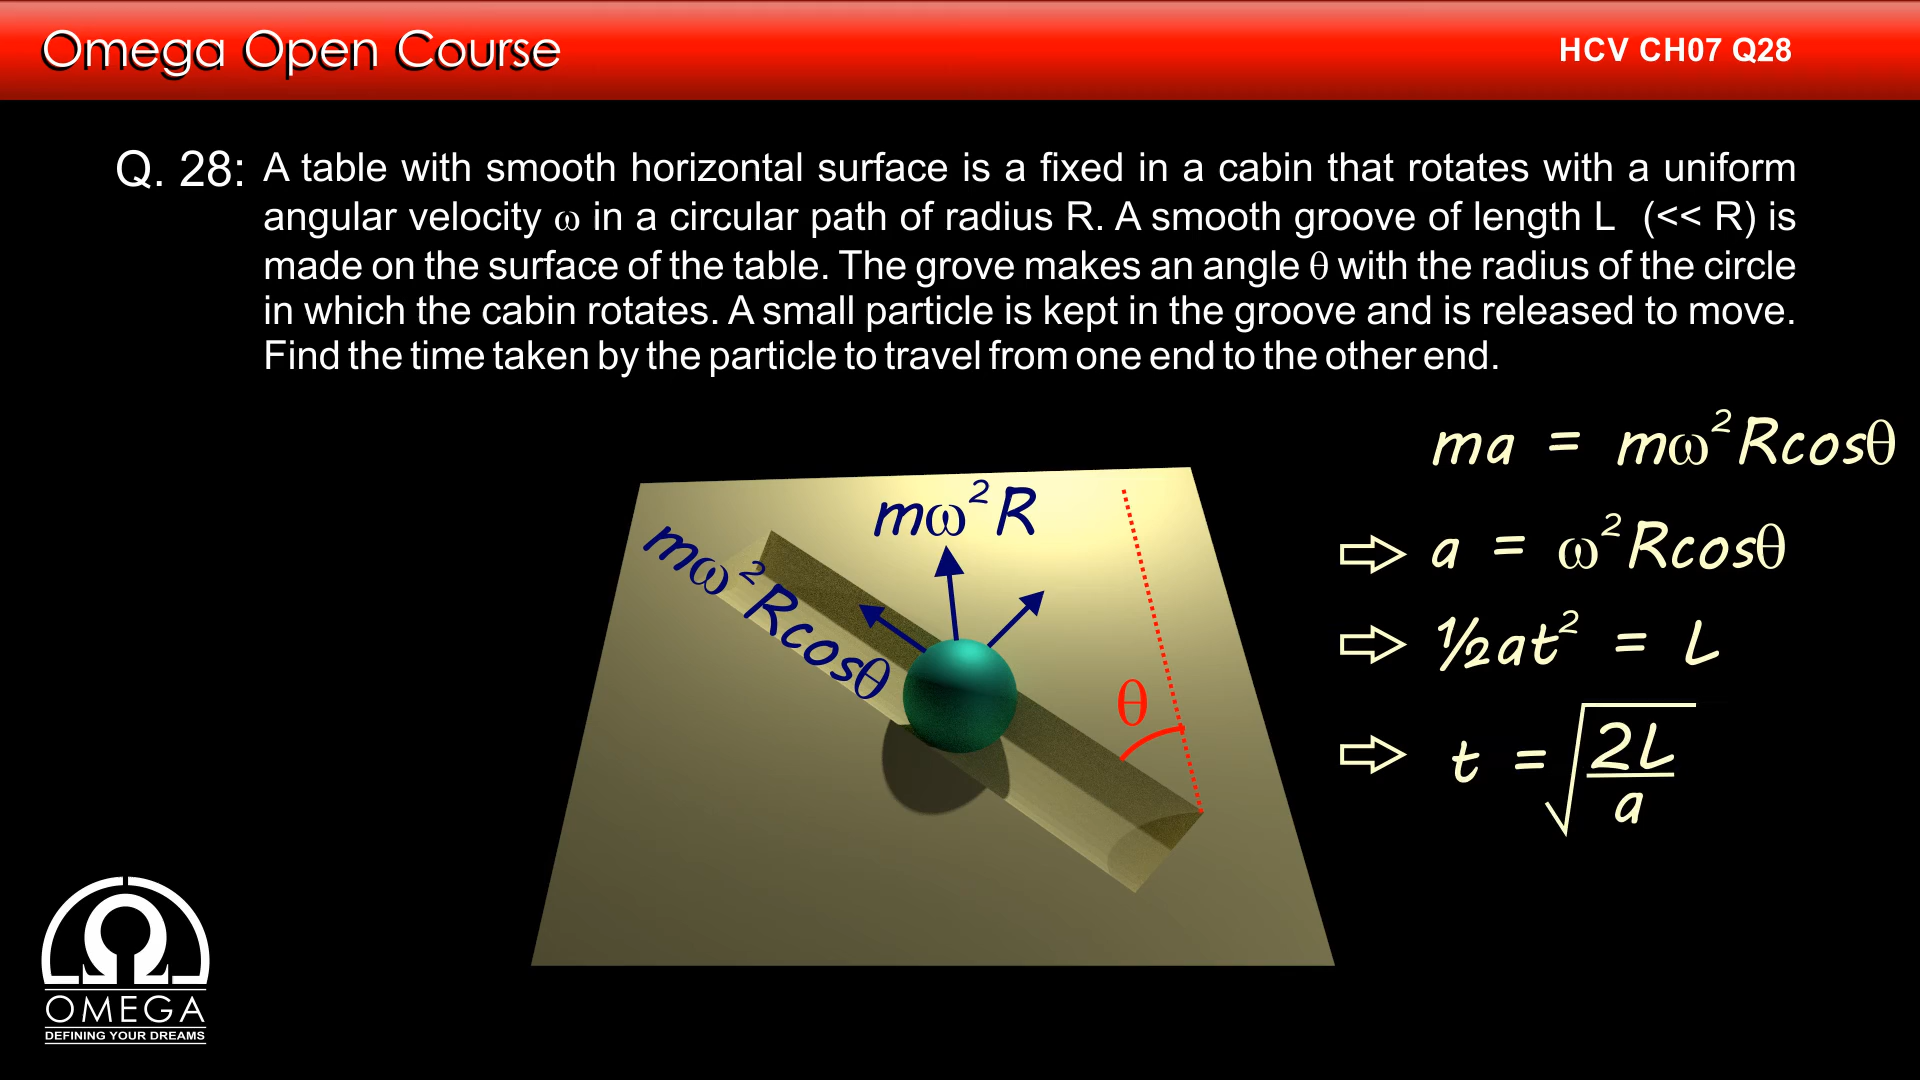 Omega Open Course
HCV CH07 Q28
Q. 28: A table with smooth horizontal surface is a fixed in a cabin that rotates with a uniform
angular velocity ω in a circular path of radius R. A smooth groove of length L (<< R) is
made on the surface of the table. The grove makes an angle θ with the radius of the circle
in which the cabin rotates. A small particle is kept in the groove and is released to move.
Find the time taken by the particle to travel from one end to the other end.
ma = mω²Rcosθ
mω²R
mω²Rcosθ
θ
⇨ a = ω²Rcosθ
⇨ ½at² = L
⇨ t = √(2L/a)
OMEGA
DEFINING YOUR DREAMS